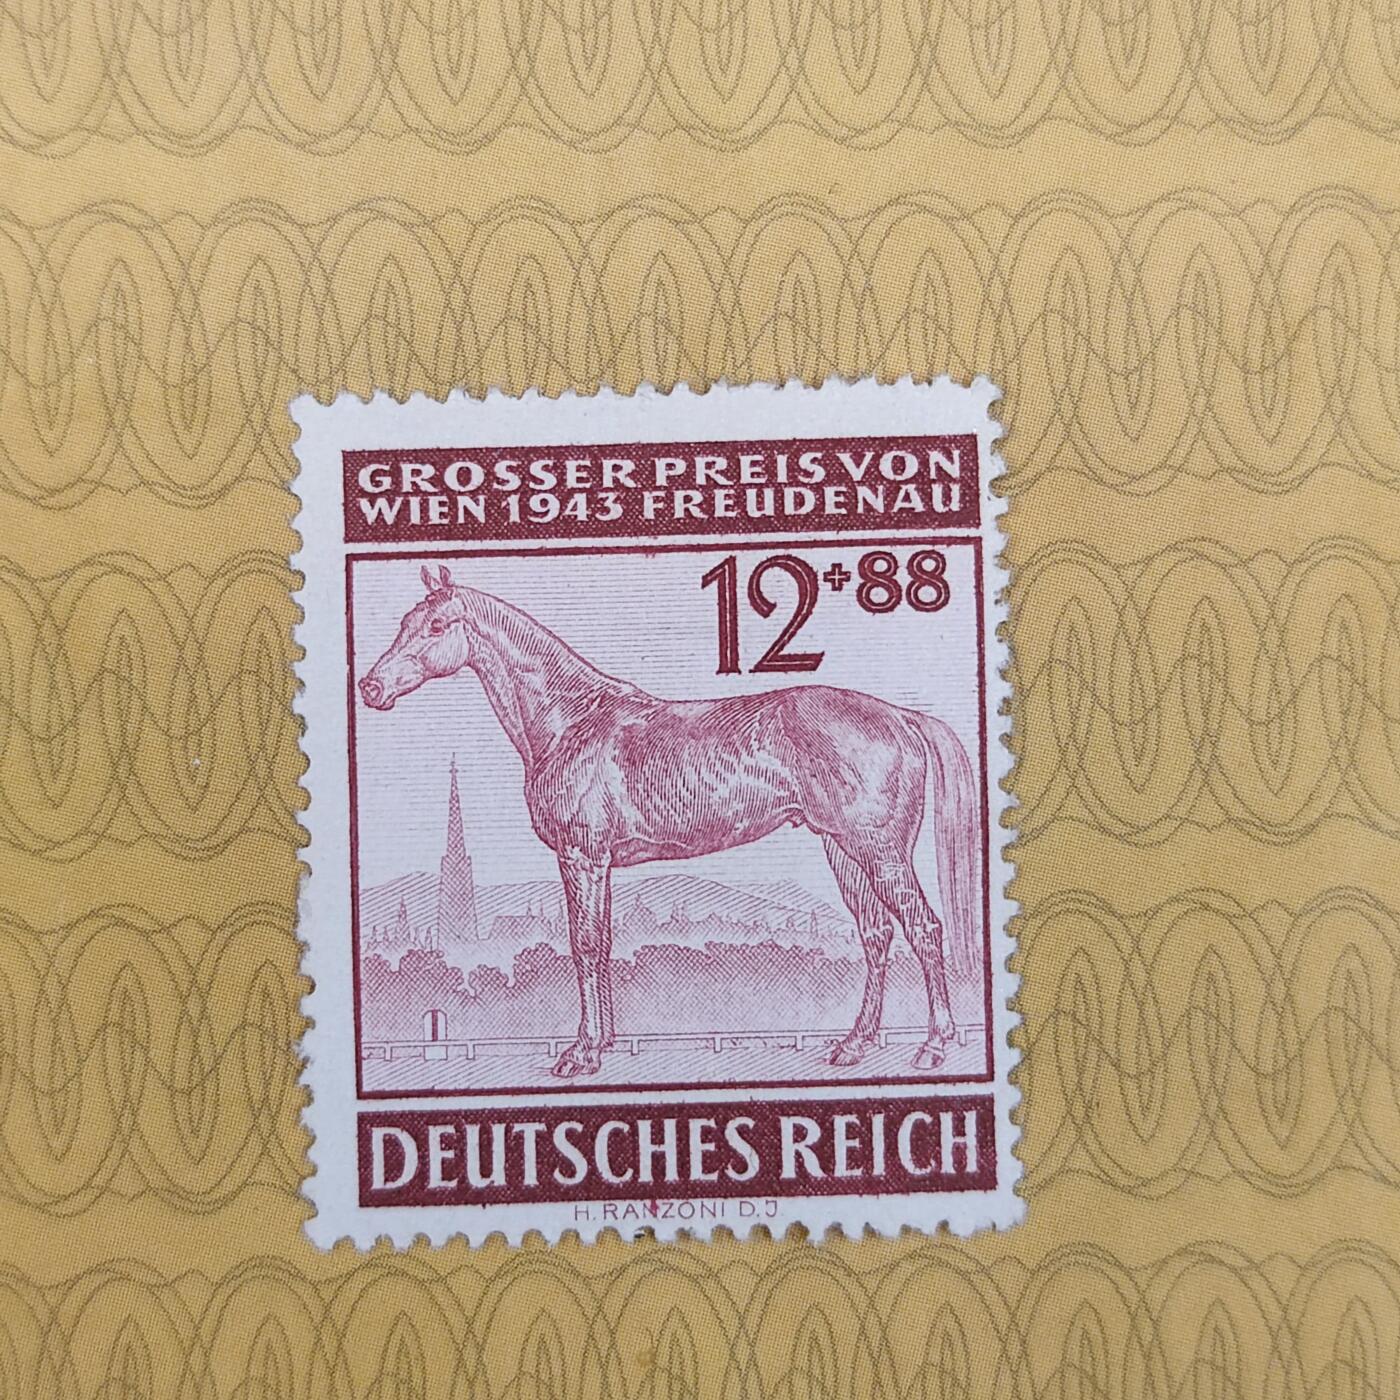 GROSSER PREIS VON
WIEN 1943 FREUDENAU
12+88
DEUTSCHES REICH
H. RANZONI D.J.